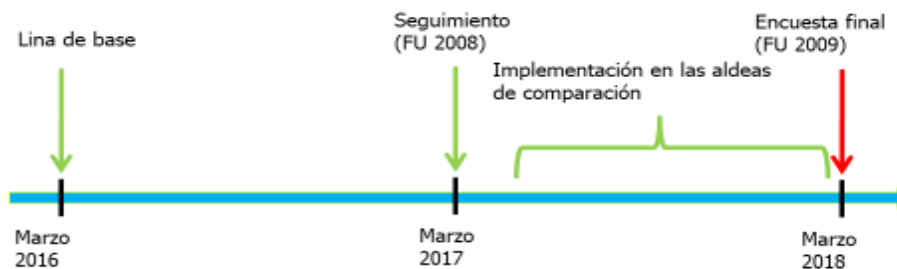 Lina de base
Seguimiento
(FU 2008)
Encuesta final
(FU 2009)
Implementación en las aldeas
de comparación
Marzo
2016
Marzo
2017
Marzo
2018